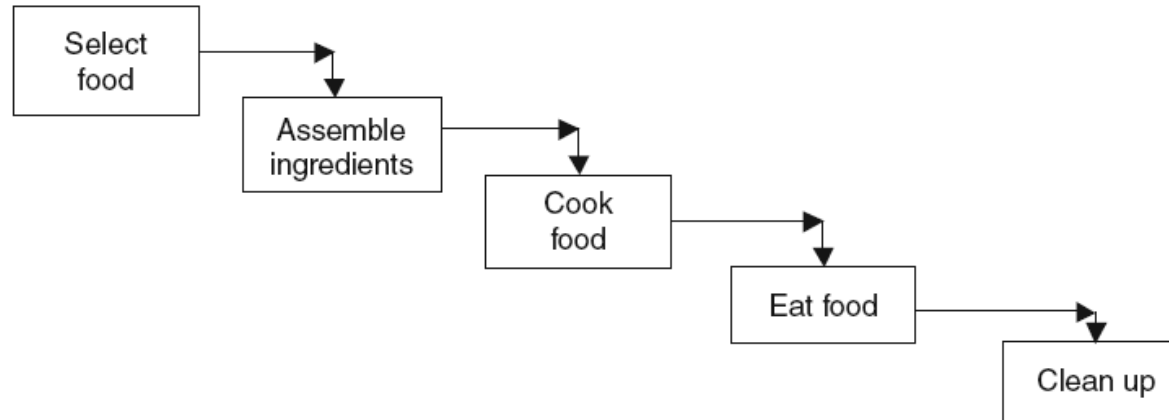 Select
food
Assemble
ingredients
Cook
food
Eat food
Clean up